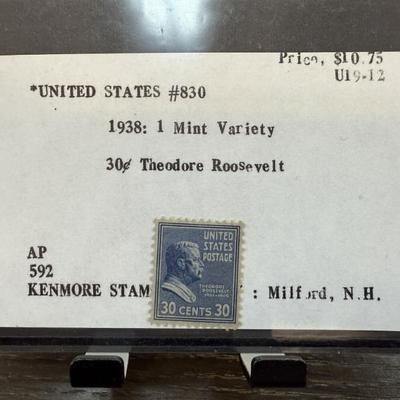 Price, $10.75
U19-12
*UNITED STATES #830
1938: 1 Mint Variety
30¢ Theodore Roosevelt
UNITED
STATES
POSTAGE
THEODORE
ROOSEVELT
30 CENTS 30
AP
592
KENMORE STAM : Milford, N.H.